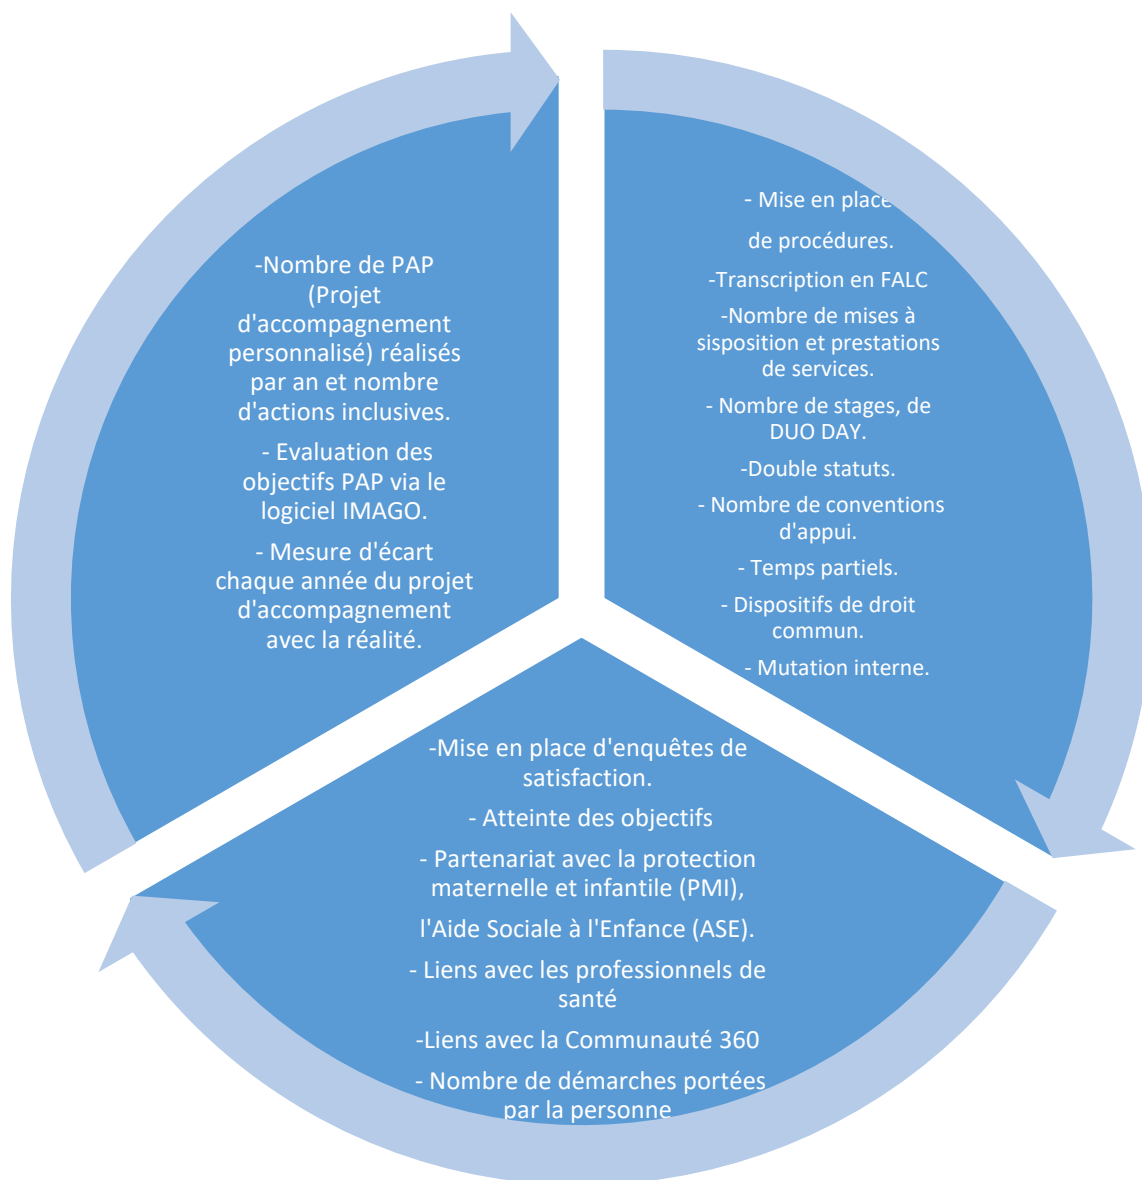 -Nombre de PAP
(Projet
d'accompagnement
personnalisé) réalisés
par an et nombre
d'actions inclusives.
- Evaluation des
objectifs PAP via le
logiciel IMAGO.
- Mesure d'écart
chaque année du projet
d'accompagnement
avec la réalité.
- Mise en place
de procédures.
-Transcription en FALC
-Nombre de mises à
sisposition et prestations
de services.
- Nombre de stages, de
DUO DAY.
-Double statuts.
- Nombre de conventions
d'appui.
- Temps partiels.
- Dispositifs de droit
commun.
- Mutation interne.
-Mise en place d'enquêtes de
satisfaction.
- Atteinte des objectifs
- Partenariat avec la protection
maternelle et infantile (PMI),
l'Aide Sociale à l'Enfance (ASE).
- Liens avec les professionnels de
santé
-Liens avec la Communauté 360
- Nombre de démarches portées
par la personne